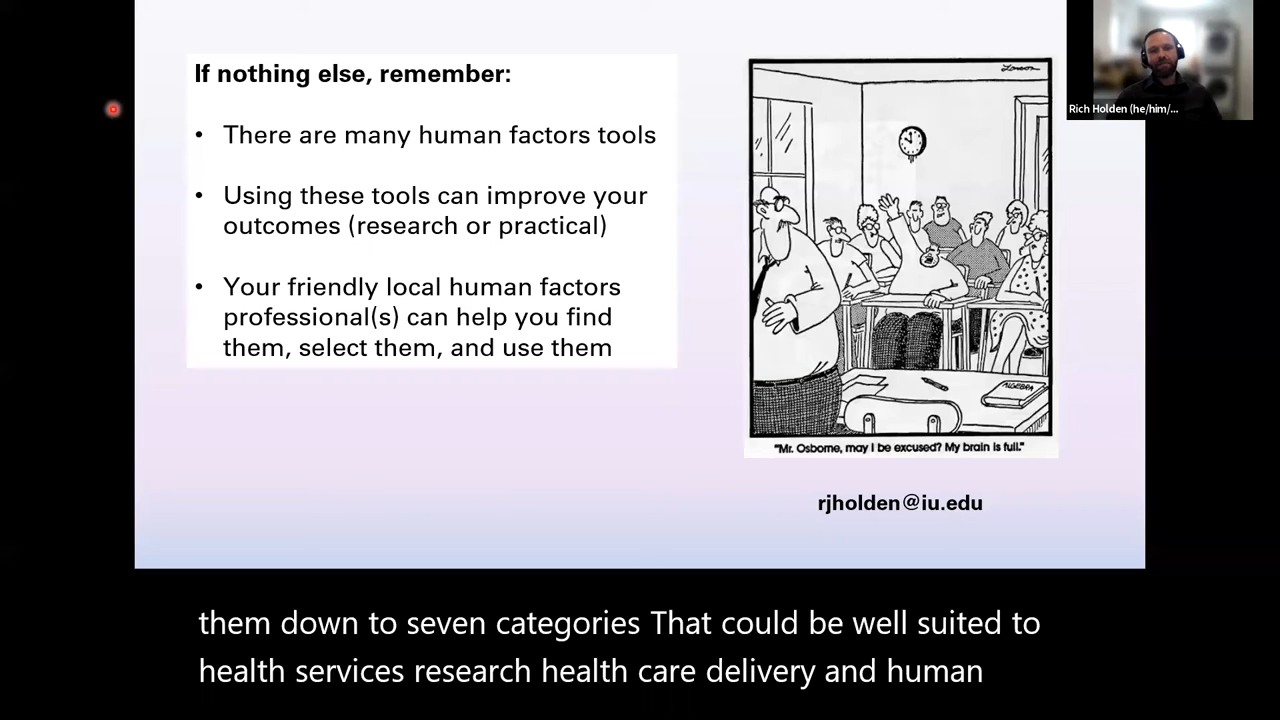 If nothing else, remember:
• There are many human factors tools
• Using these tools can improve your
outcomes (research or practical)
• Your friendly local human factors
professional(s) can help you find
them, select them, and use them
Larson
ALGEBRA
"Mr. Osborne, may I be excused? My brain is full."
rjholden@iu.edu
Rich Holden (he/him/...
them down to seven categories That could be well suited to
health services research health care delivery and human